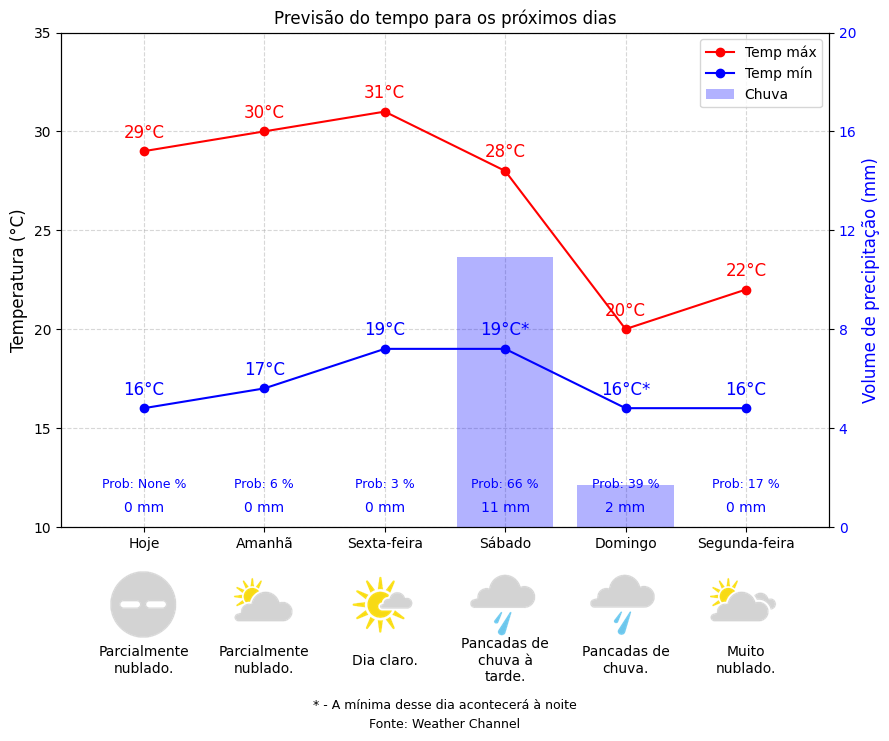 Previsão do tempo para os próximos dias
35
30
25
20
15
10
Temperatura (°C)
20
16
12
8
4
0
Volume de precipitação (mm)
Temp máx
Temp mín
Chuva
29°C
30°C
31°C
28°C
20°C
22°C
16°C
17°C
19°C
19°C*
16°C*
16°C
Prob: None %
Prob: 6 %
Prob: 3 %
Prob: 66 %
Prob: 39 %
Prob: 17 %
0 mm
0 mm
0 mm
11 mm
2 mm
0 mm
Hoje
Amanhã
Sexta-feira
Sábado
Domingo
Segunda-feira
Parcialmente
nublado.
Parcialmente
nublado.
Dia claro.
Pancadas de
chuva à
tarde.
Pancadas de
chuva.
Muito
nublado.
* - A mínima desse dia acontecerá à noite
Fonte: Weather Channel